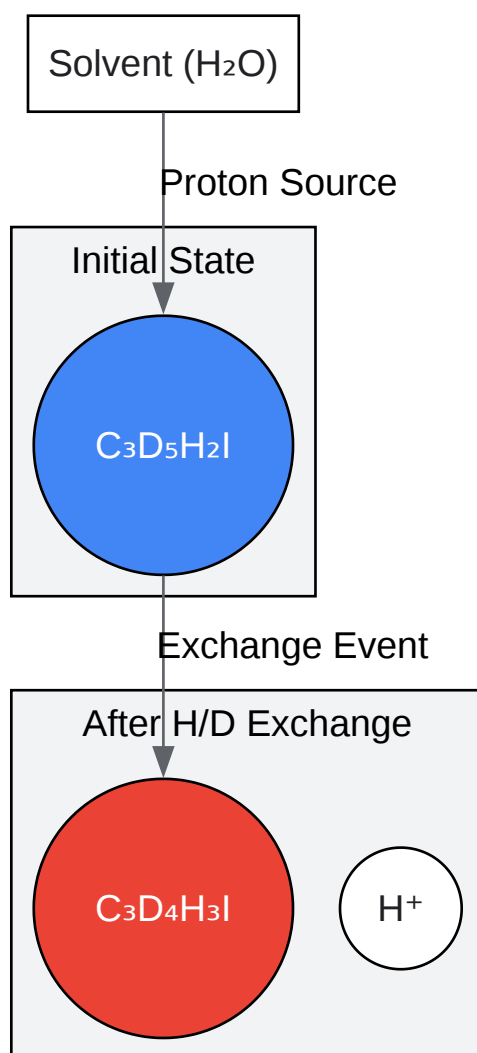 Solvent (H₂O)
Proton Source
Initial State
C₃D₅H₂I
Exchange Event
After H/D Exchange
C₃D₄H₃I
H⁺